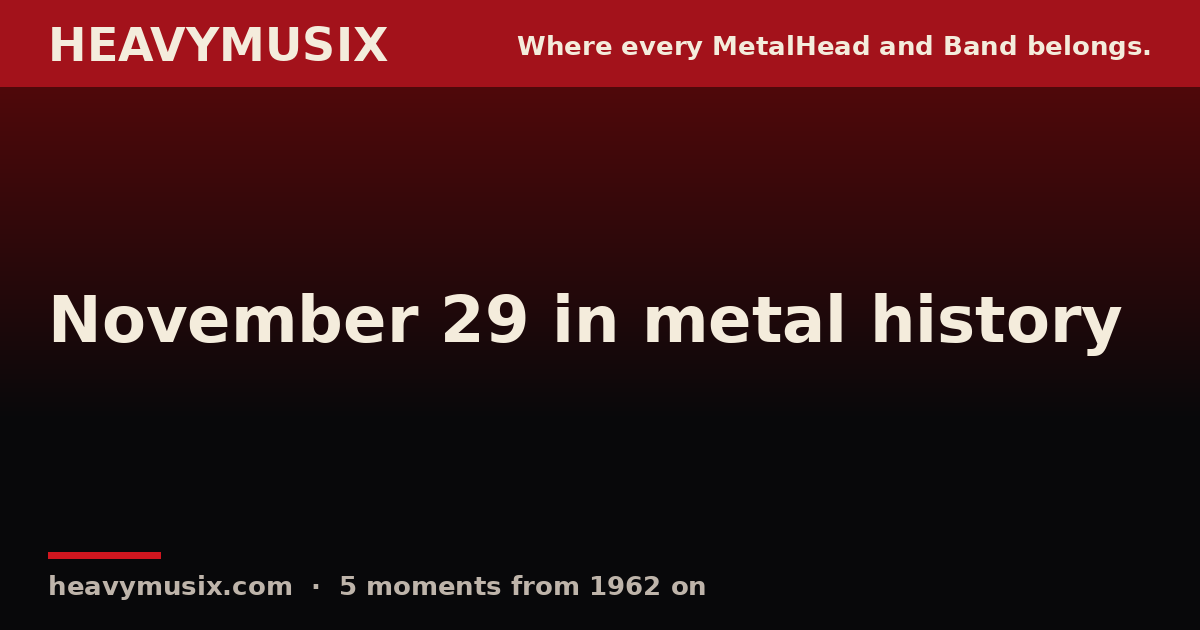 HEAVYMUSIX
Where every MetalHead and Band belongs.
November 29 in metal history
heavymusix.com · 5 moments from 1962 on